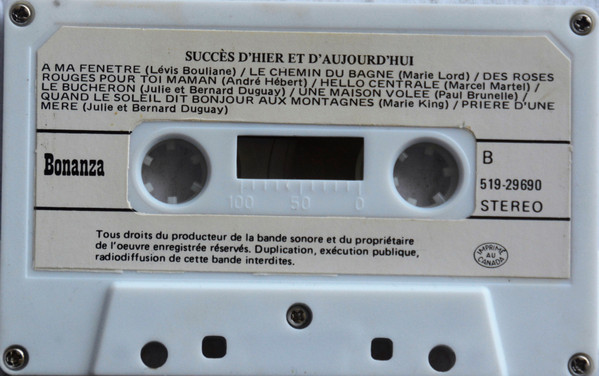 SUCCÈS D'HIER ET D'AUJOURD'HUI
A MA FENETRE (Lévis Bouliane) / LE CHEMIN DU BAGNE (Marie Lord) / DES ROSES
ROUGES POUR TOI MAMAN (André Hébert) / HELLO CENTRALE (Marcel Martel) /
LE BUCHERON (Julie et Bernard Duguay) / UNE MAISON VOLEE (Paul Brunelle) /
QUAND LE SOLEIL DIT BONJOUR AUX MONTAGNES (Marie King) / PRIERE D'UNE
MERE (Julie et Bernard Duguay)
Bonanza
B
519-29690
STEREO
100 50 0
Tous droits du producteur de la bande sonore et du propriétaire
de l'oeuvre enregistrée réservés. Duplication, exécution publique,
radiodiffusion de cette bande interdites.
IMPRIMÉ
AU
CANADA